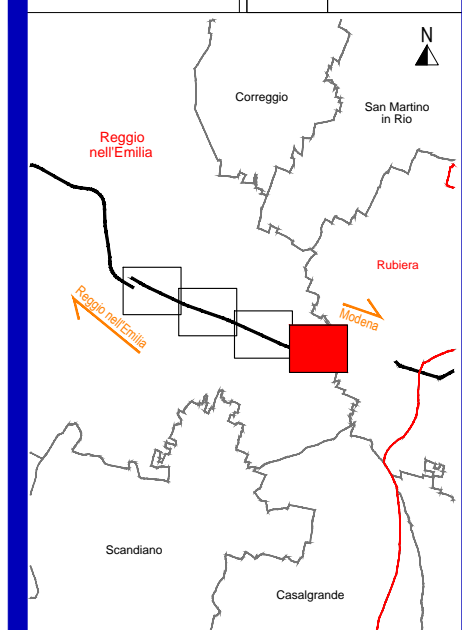 N
Correggio
San Martino
in Rio
Reggio
nell'Emilia
Rubiera
Reggio nell'Emilia
Modena
Scandiano
Casalgrande